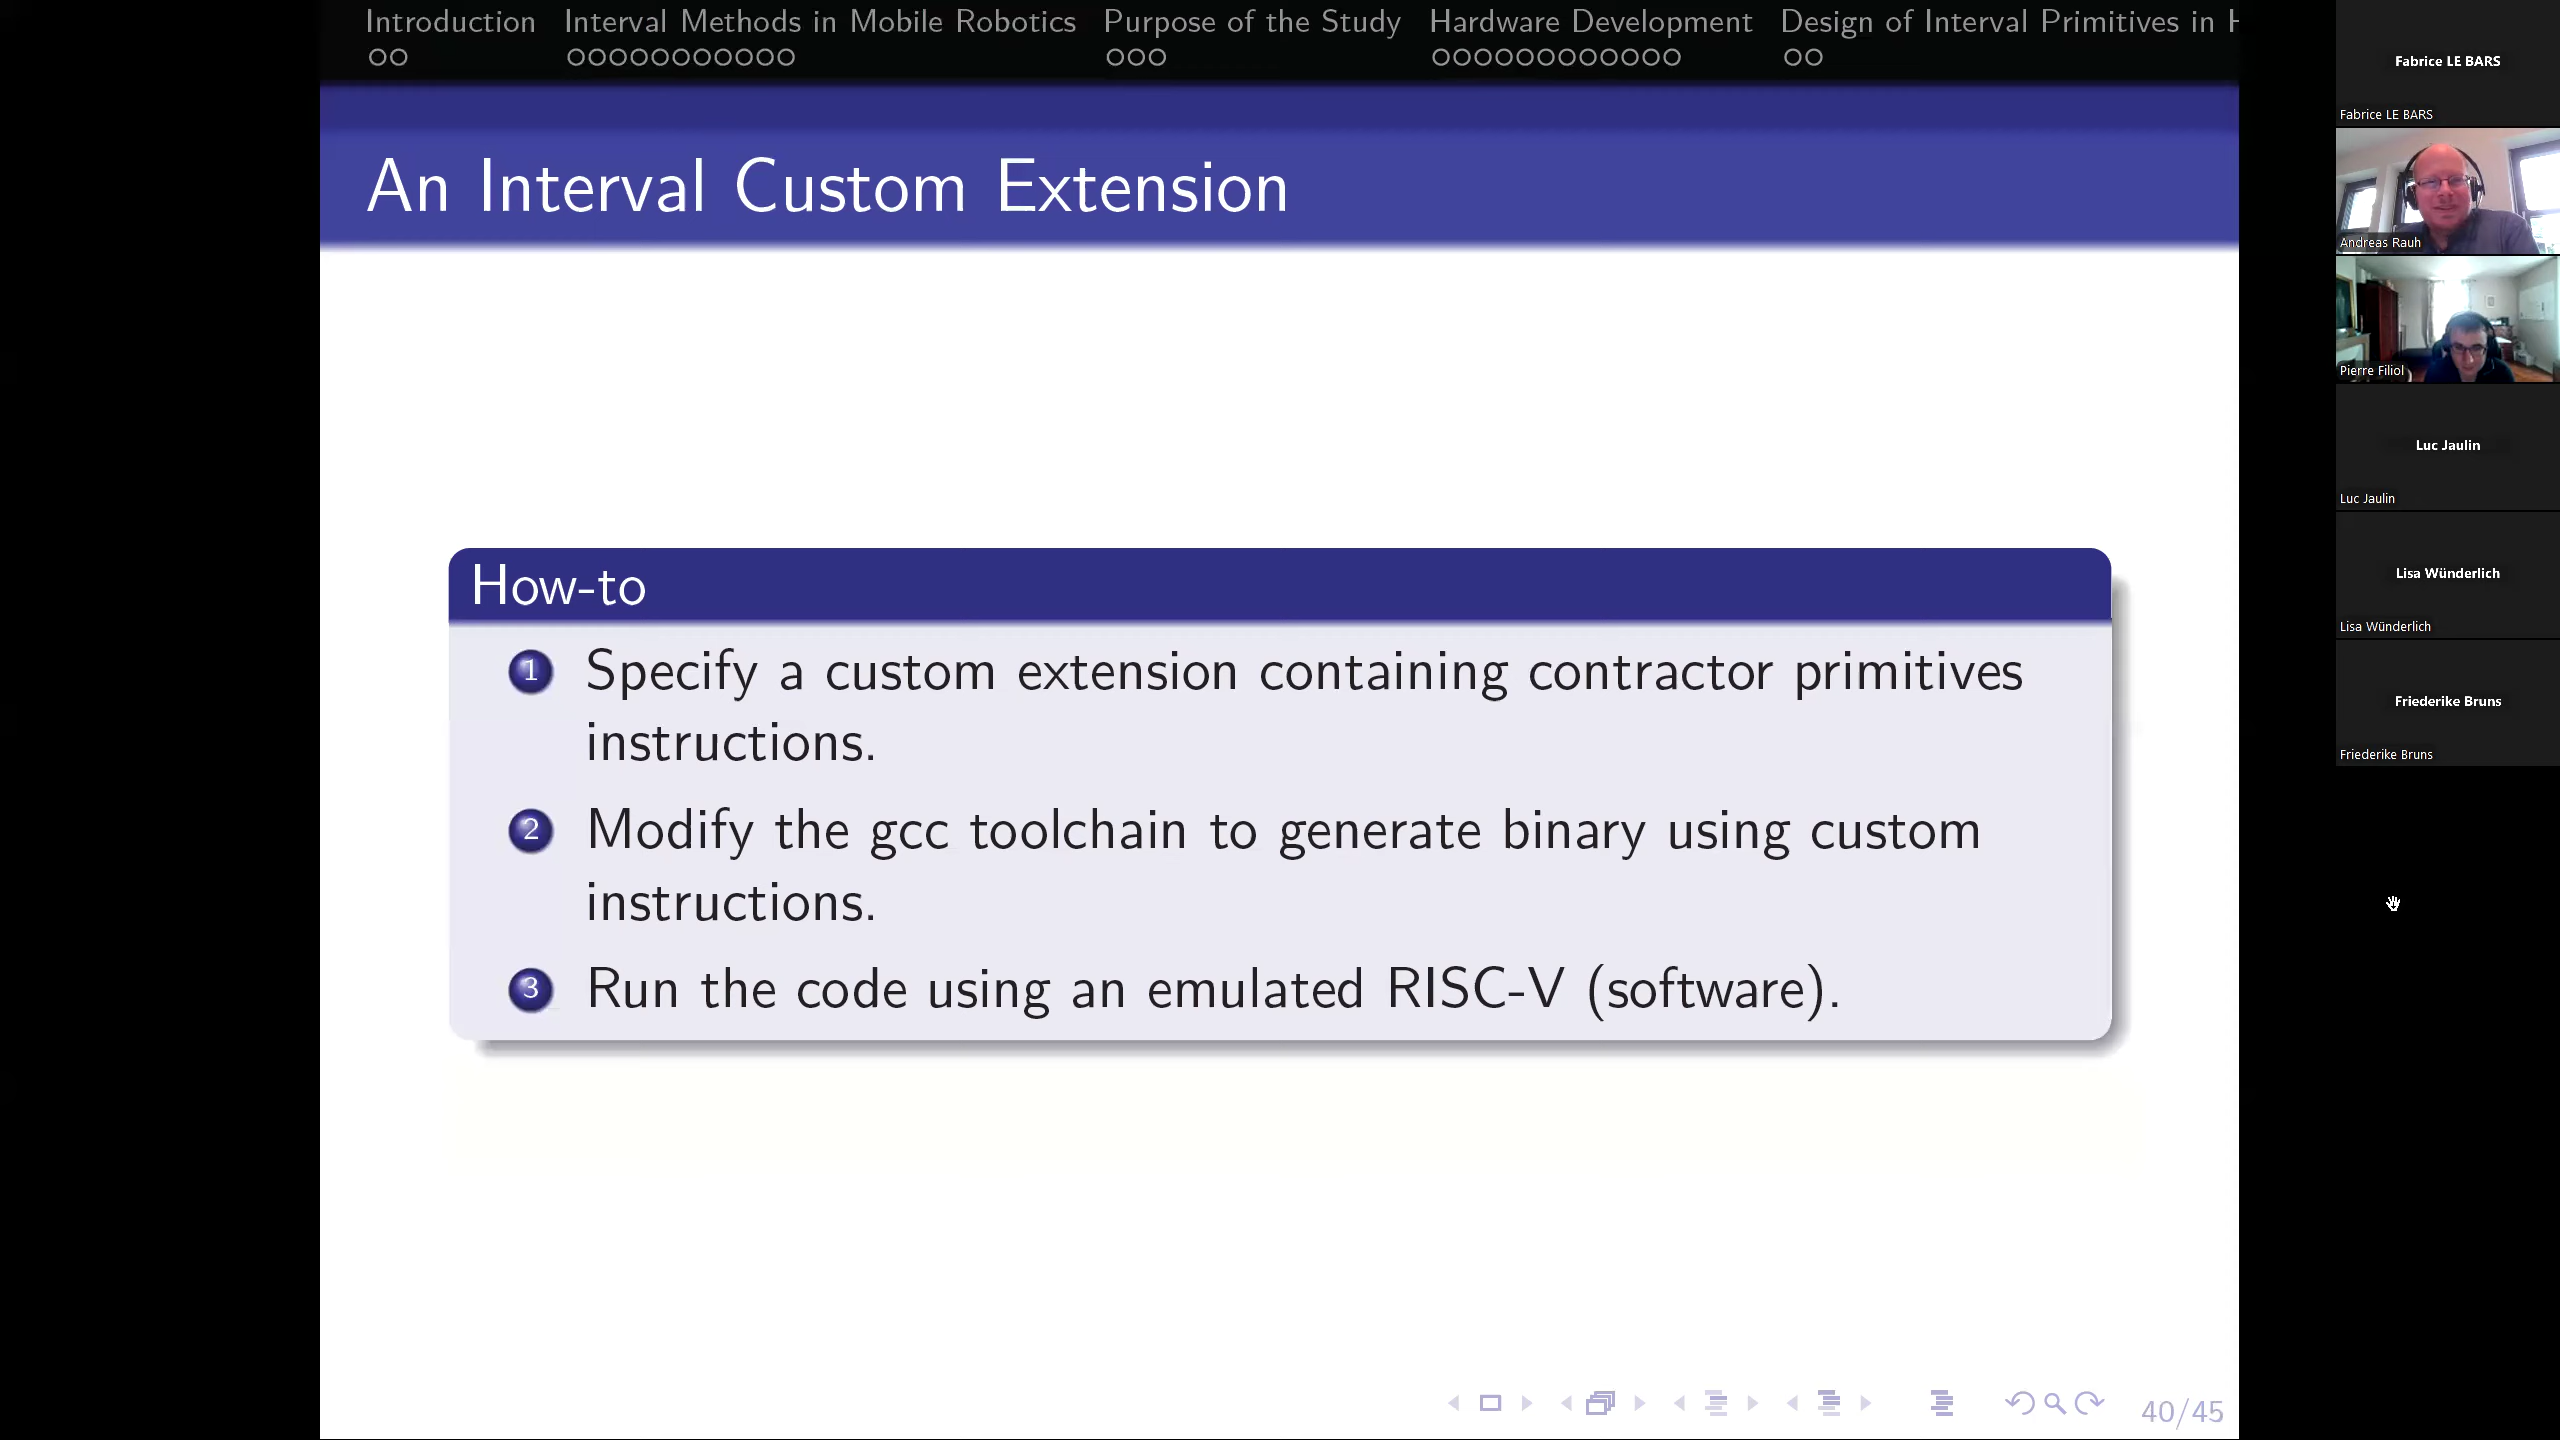 Introduction
Interval Methods in Mobile Robotics
Purpose of the Study
Hardware Development
Design of Interval Primitives in H
An Interval Custom Extension
How-to
1 Specify a custom extension containing contractor primitives
instructions.
2 Modify the gcc toolchain to generate binary using custom
instructions.
3 Run the code using an emulated RISC-V (software).
40/45
Fabrice LE BARS
Fabrice LE BARS
Andreas Rauh
Pierre Filiol
Luc Jaulin
Luc Jaulin
Lisa Wünderlich
Lisa Wünderlich
Friederike Bruns
Friederike Bruns